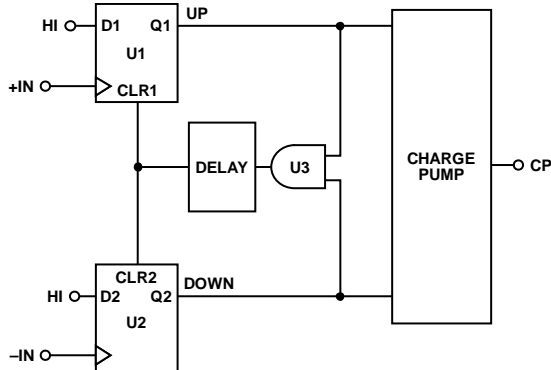 UP
HI D1 Q1
U1
+IN
CLR1
DELAY
U3
CHARGE
PUMP
CP
CLR2
DOWN
HI D2 Q2
U2
–IN